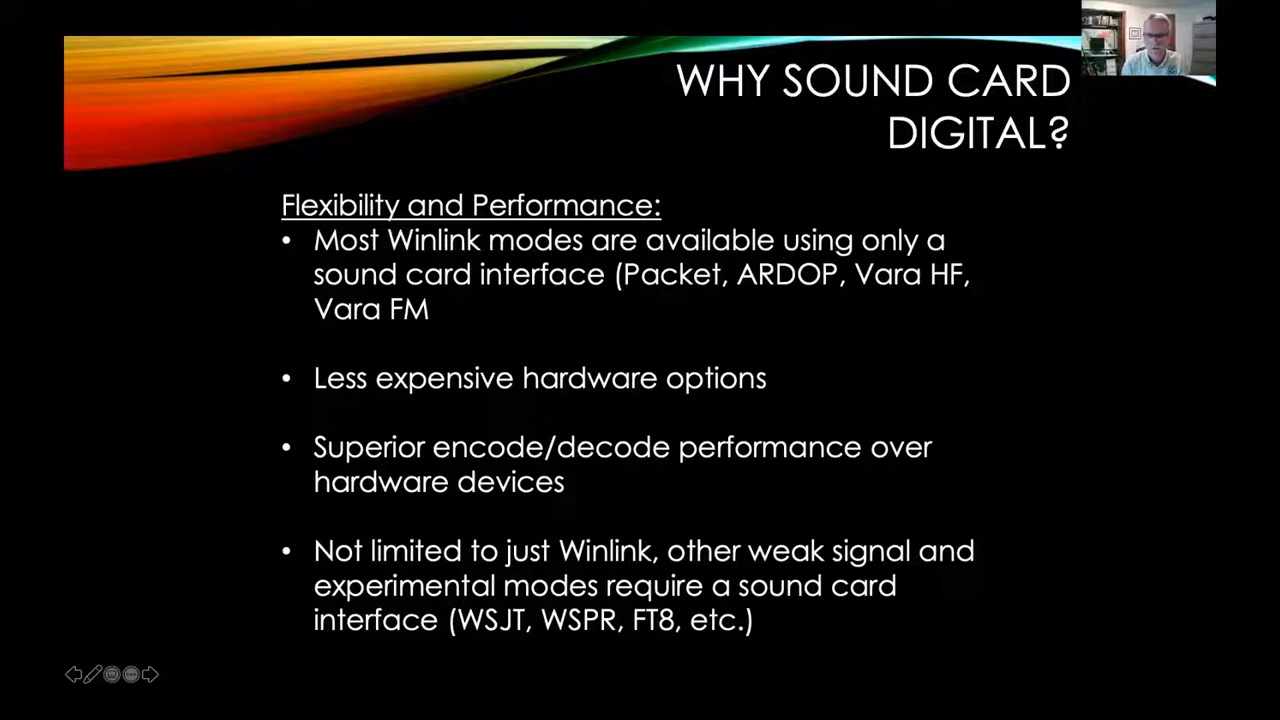 WHY SOUND CARD
DIGITAL?
Flexibility and Performance:
• Most Winlink modes are available using only a
sound card interface (Packet, ARDOP, Vara HF,
Vara FM
• Less expensive hardware options
• Superior encode/decode performance over
hardware devices
• Not limited to just Winlink, other weak signal and
experimental modes require a sound card
interface (WSJT, WSPR, FT8, etc.)